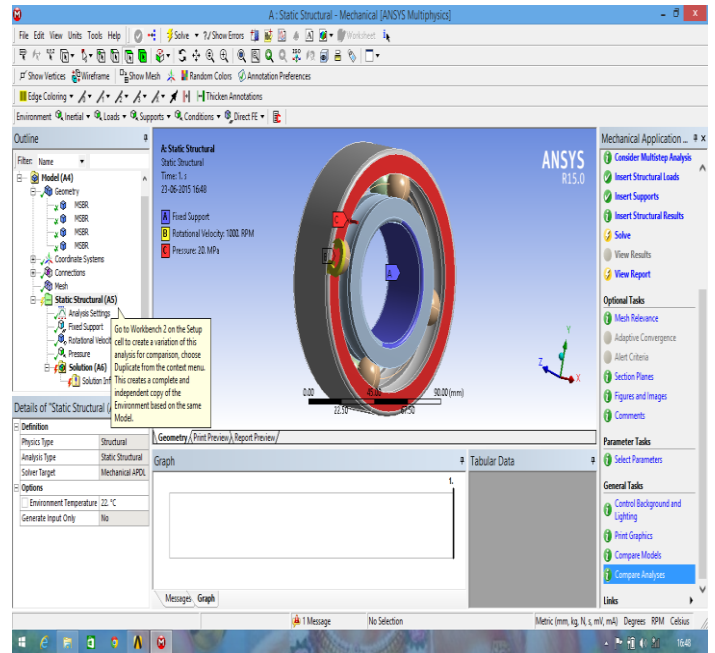 A : Static Structural - Mechanical [ANSYS Multiphysics]
File Edit View Units Tools Help
Solve ?/ Show Errors Worksheet
Show Vertices Wireframe Show Mesh Random Colors Annotation Preferences
Edge Coloring Thicken Annotations
Environment Inertial Loads Supports Conditions Direct FE
Outline
Filter: Name
Model (A4)
Geometry
MSBR
MSBR
MSBR
MSBR
Coordinate Systems
Connections
Mesh
Static Structural (A5)
Analysis Settings
Fixed Support
Rotational Velocit
Pressure
Solution (A6)
Solution Inf
Go to Workbench 2 on the Setup
cell to create a variation of this
analysis for comparison, choose
Duplicate from the context menu.
This creates a complete and
independent copy of the
Environment based on the same
Model.
Details of "Static Structural (
Definition
Physics Type Structural
Analysis Type Static Structural
Solver Target Mechanical APDL
Options
Environment Temperature 22. °C
Generate Input Only No
A: Static Structural
Static Structural
Time: 1. s
23-06-2015 16:48
A Fixed Support
B Rotational Velocity: 1000. RPM
C Pressure: 20. MPa
ANSYS
R15.0
C
B
A
Y
Z
X
0.00 45.00 90.00 (mm)
22.50 67.50
Geometry Print Preview Report Preview
Graph
1.
Messages Graph
Tabular Data
Mechanical Application ...
Consider Multistep Analysis
Insert Structural Loads
Insert Supports
Insert Structural Results
Solve
View Results
View Report
Optional Tasks
Mesh Relevance
Adaptive Convergence
Alert Criteria
Section Planes
Figures and Images
Comments
Parameter Tasks
Select Parameters
General Tasks
Control Background and
Lighting
Print Graphics
Compare Models
Compare Analyses
Links
1 Message No Selection Metric (mm, kg, N, s, mV, mA) Degrees RPM Celsius
16:48